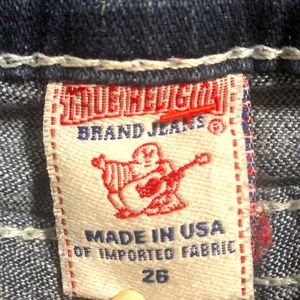 TRUE RELIGION
BRAND JEANS®
MADE IN USA
OF IMPORTED FABRIC
26